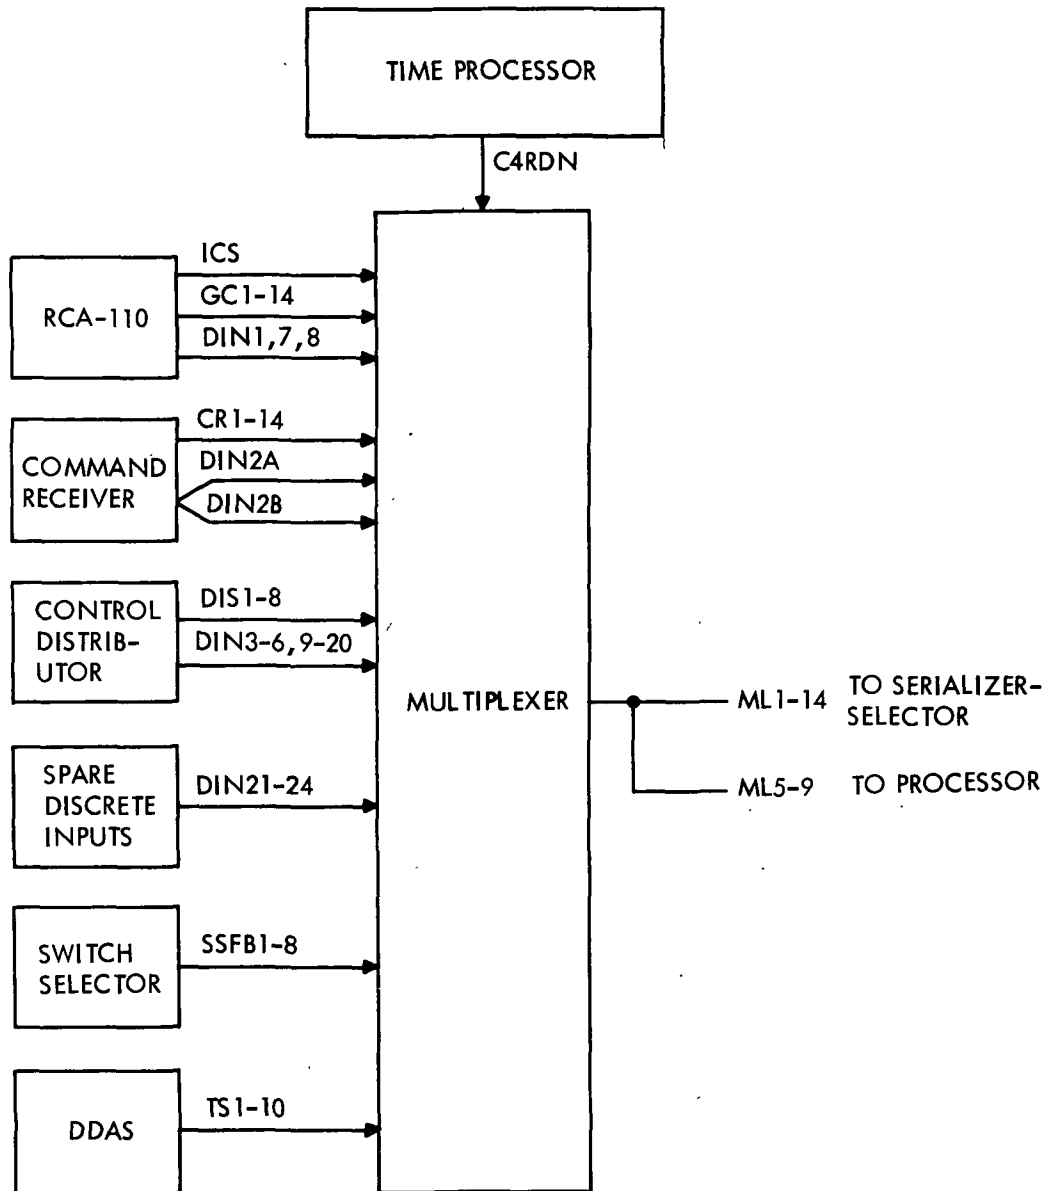 TIME PROCESSOR
C4RDN
RCA-110
ICS
GC1-14
DIN1,7,8
COMMAND
RECEIVER
CR1-14
DIN2A
DIN2B
CONTROL
DISTRIB-
UTOR
DIS1-8
DIN3-6,9-20
MULTIPLEXER
ML1-14 TO SERIALIZER-
SELECTOR
ML5-9 TO PROCESSOR
SPARE
DISCRETE
INPUTS
DIN21-24
SWITCH
SELECTOR
SSFB1-8
DDAS
TS1-10